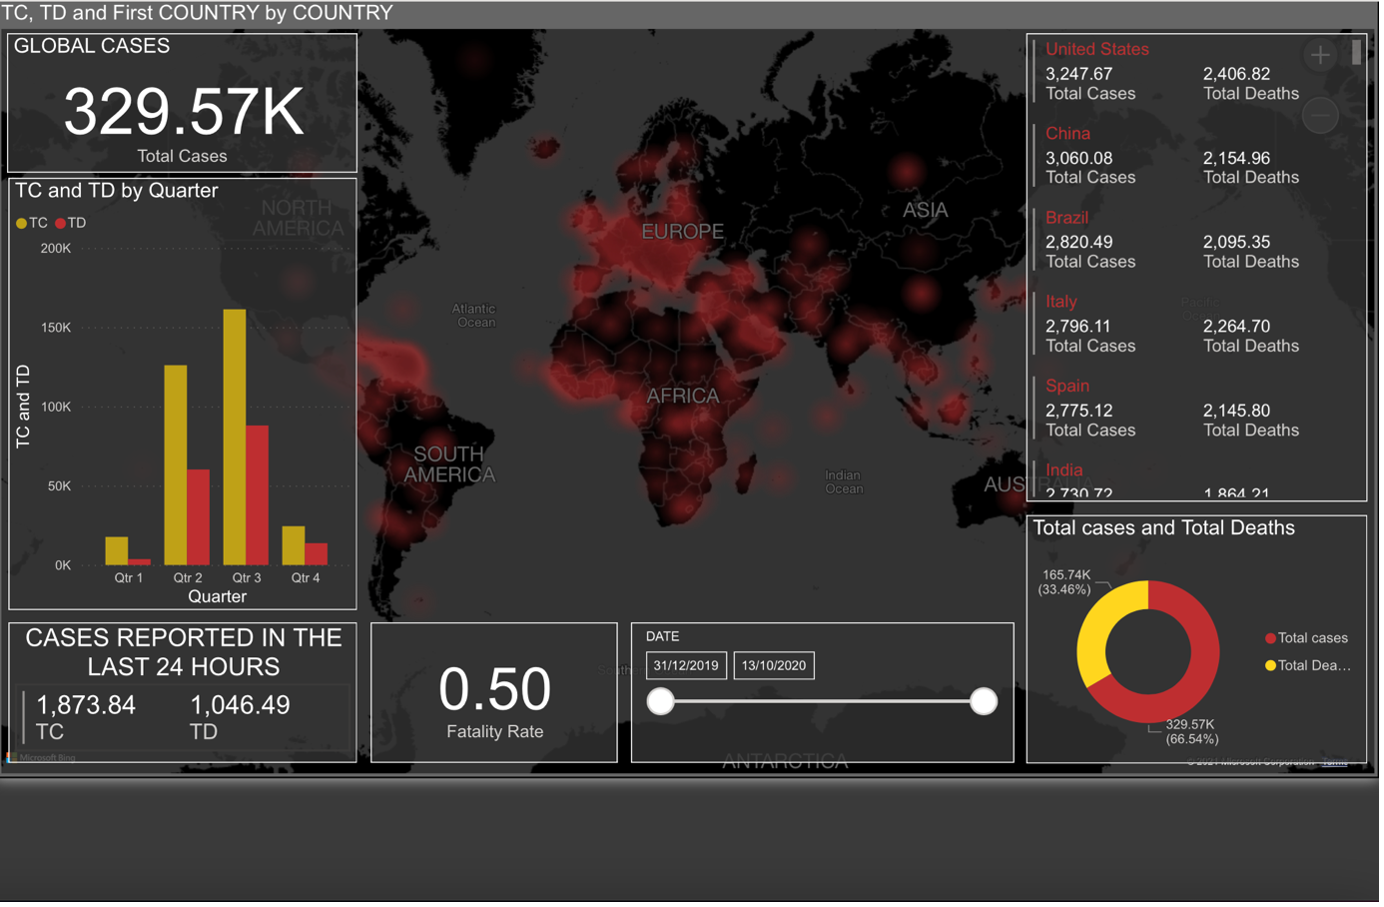 TC, TD and First COUNTRY by COUNTRY
GLOBAL CASES
329.57K
Total Cases
TC and TD by Quarter
TC TD
200K
150K
100K
50K
0K
TC and TD
Qtr 1 Qtr 2 Qtr 3 Qtr 4
Quarter
CASES REPORTED IN THE
LAST 24 HOURS
1,873.84 1,046.49
TC TD
Microsoft Bing
NORTH
AMERICA
Atlantic
Ocean
EUROPE
ASIA
AFRICA
SOUTH
AMERICA
Indian
Ocean
AUSTRALIA
Pacific
Ocean
ANTARCTICA
0.50
Fatality Rate
DATE
31/12/2019 13/10/2020
United States
3,247.67 2,406.82
Total Cases Total Deaths
China
3,060.08 2,154.96
Total Cases Total Deaths
Brazil
2,820.49 2,095.35
Total Cases Total Deaths
Italy
2,796.11 2,264.70
Total Cases Total Deaths
Spain
2,775.12 2,145.80
Total Cases Total Deaths
India
2,730.72 1,864.21
Total cases and Total Deaths
165.74K
(33.46%)
329.57K
(66.54%)
Total cases
Total Dea...
© 2021 Microsoft Corporation Terms